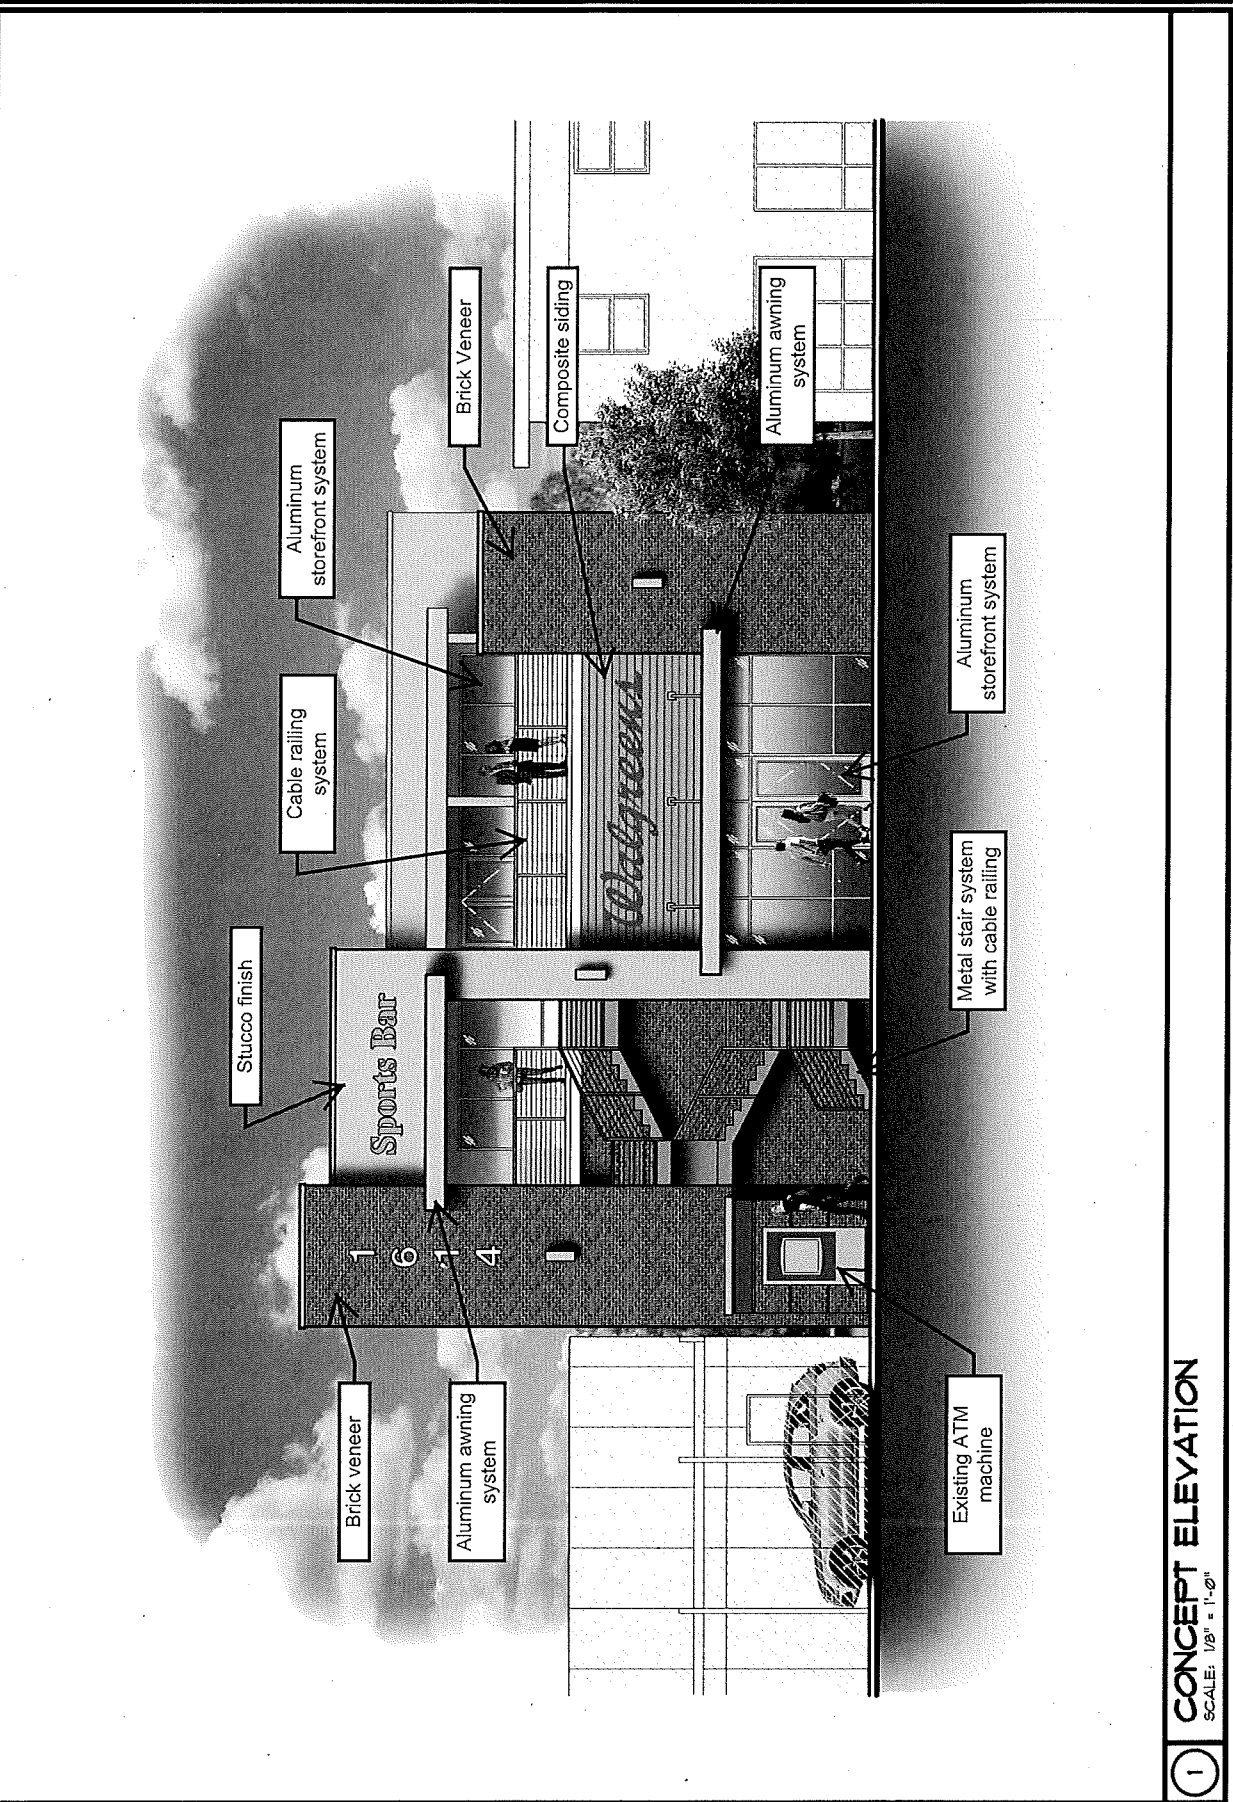 Stucco finish
Cable railing
system
Aluminum
storefront system
Brick veneer
Brick Veneer
Aluminum awning
system
Composite siding
Sports Bar
1
6
1
4
Walgreens
Aluminum awning
system
Existing ATM
machine
Metal stair system
with cable railing
Aluminum
storefront system
1
CONCEPT ELEVATION
SCALE: 1/8" = 1'-0"